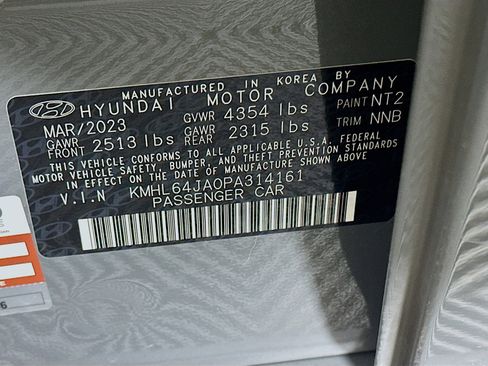 MANUFACTURED IN KOREA BY
HYUNDAI MOTOR COMPANY
MAR/2023 GVWR 4354 lbs PAINT NT2
GAWR FRONT 2513 lbs GAWR REAR 2315 lbs TRIM NNB
THIS VEHICLE CONFORMS TO ALL APPLICABLE U.S.A. FEDERAL
MOTOR VEHICLE SAFETY, BUMPER, AND THEFT PREVENTION STANDARDS
IN EFFECT ON THE DATE OF MANUFACTURE SHOWN ABOVE.
V.I.N KMHL64JA0PA314161
PASSENGER CAR
6